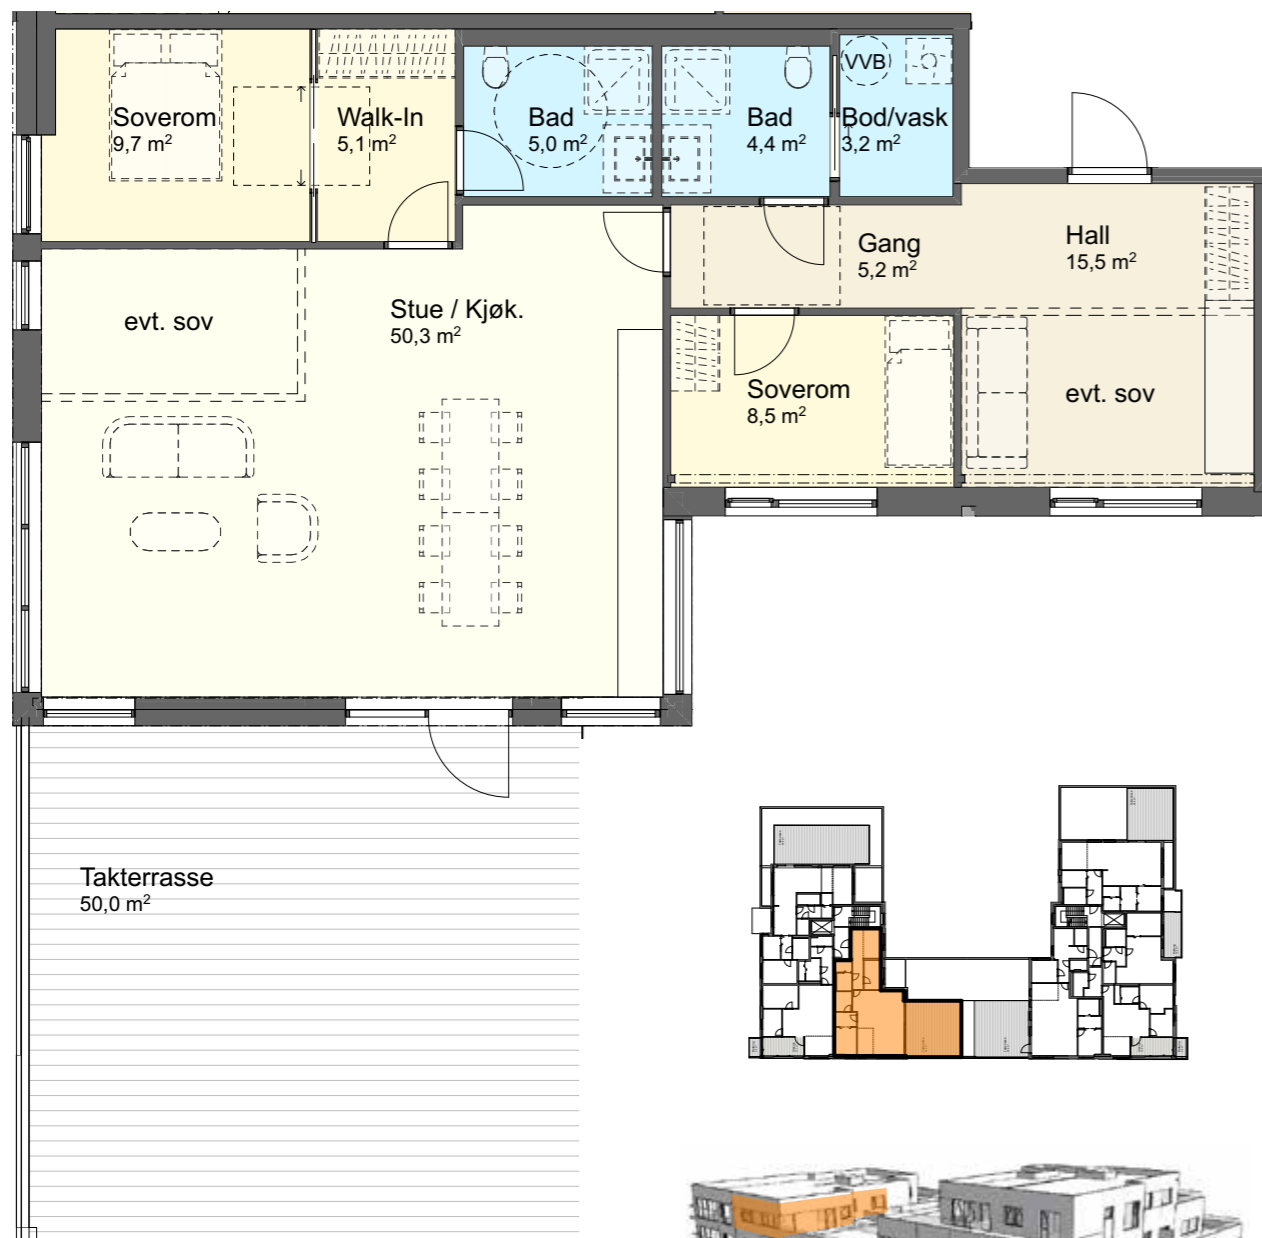 Soverom
9,7 m²
Walk-In
5,1 m²
Bad
5,0 m²
Bad
4,4 m²
VVB
Bod/vask
3,2 m²
Gang
5,2 m²
Hall
15,5 m²
evt. sov
Stue / Kjøk.
50,3 m²
Soverom
8,5 m²
evt. sov
Takterrasse
50,0 m²